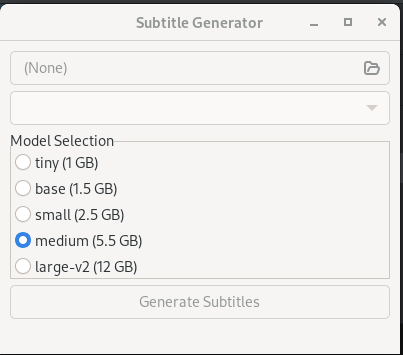 Subtitle Generator
(None)
Model Selection
tiny (1 GB)
base (1.5 GB)
small (2.5 GB)
medium (5.5 GB)
large-v2 (12 GB)
Generate Subtitles